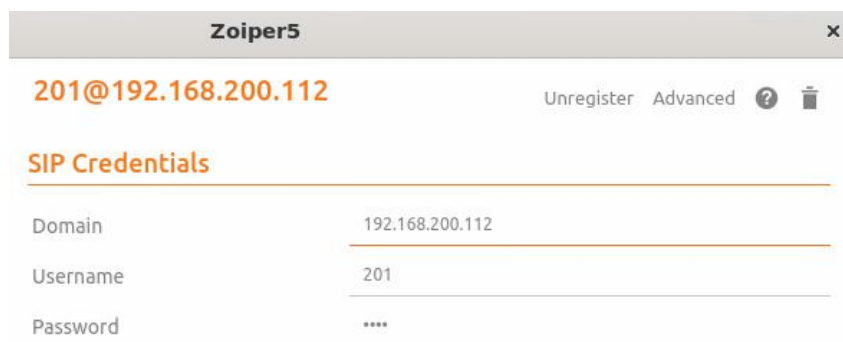 Zoiper5 ×
201@192.168.200.112 Unregister Advanced ?
SIP Credentials
Domain 192.168.200.112
Username 201
Password ••••